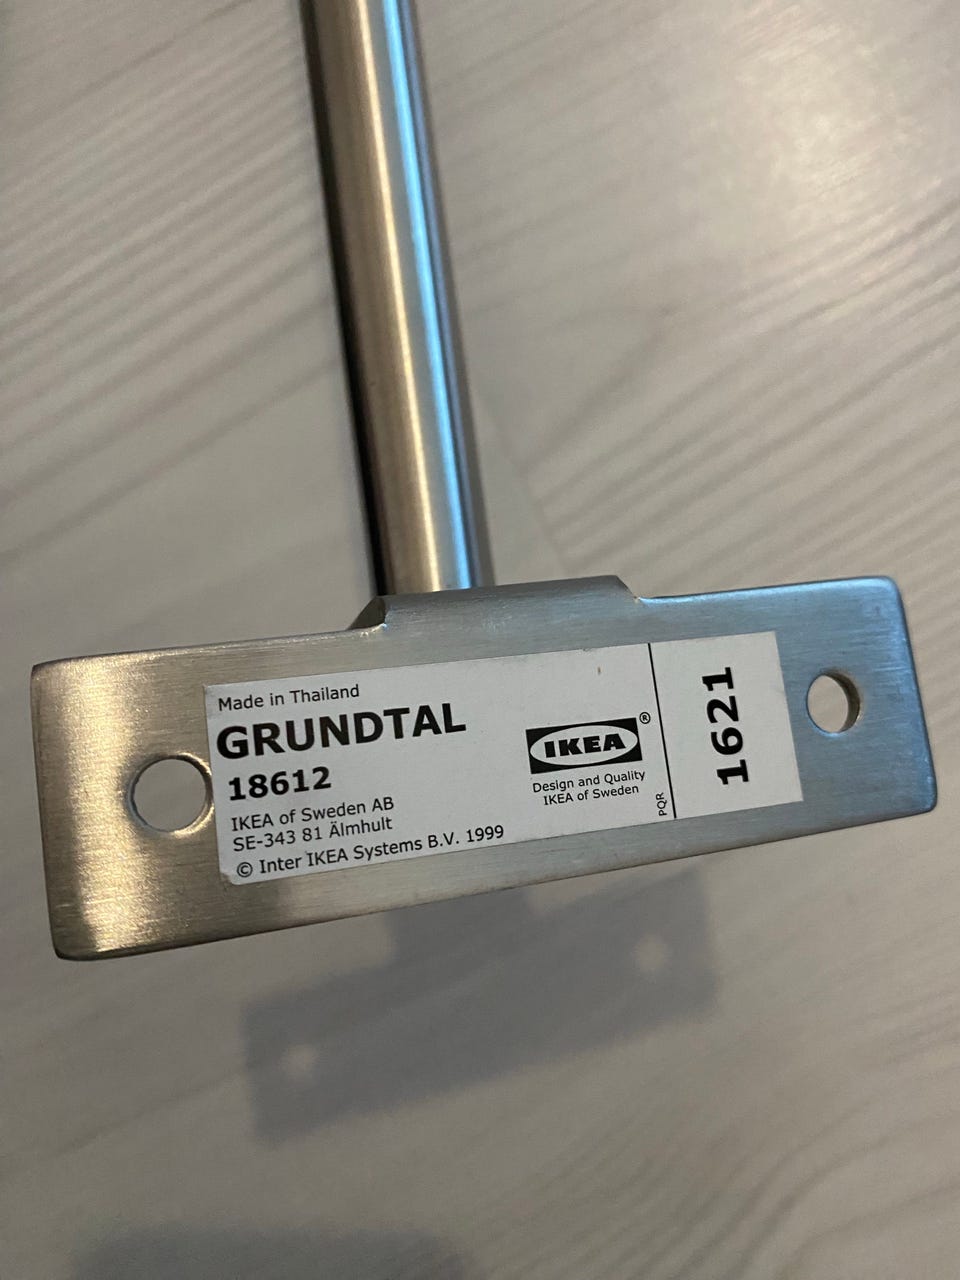 Made in Thailand
GRUNDTAL
18612
IKEA of Sweden AB
SE-343 81 Älmhult
© Inter IKEA Systems B.V. 1999
IKEA®
Design and Quality
IKEA of Sweden
PQR
1621